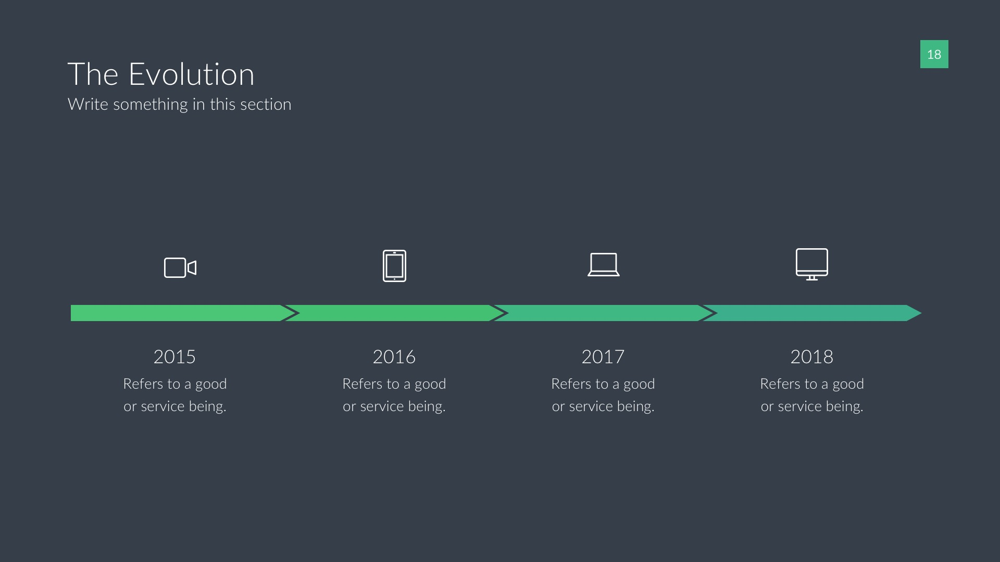 18
The Evolution
Write something in this section
2015
Refers to a good
or service being.
2016
Refers to a good
or service being.
2017
Refers to a good
or service being.
2018
Refers to a good
or service being.